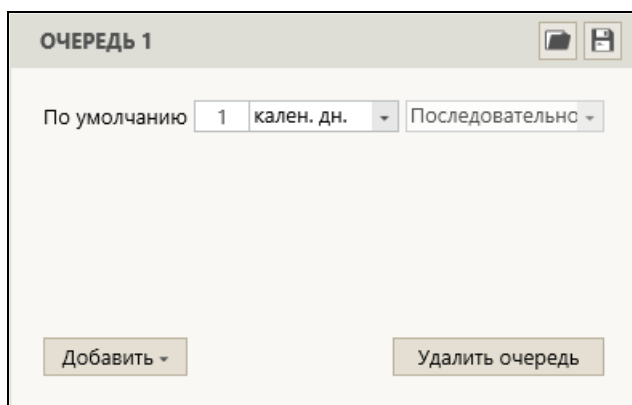 ОЧЕРЕДЬ 1
По умолчанию 1 кален. дн. Последовательно
Добавить Удалить очередь